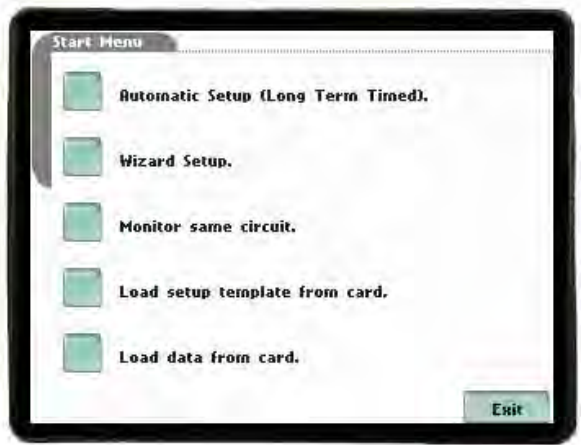 Start Menu
Automatic Setup (Long Term Timed).
Wizard Setup.
Monitor same circuit.
Load setup template from card.
Load data from card.
Exit